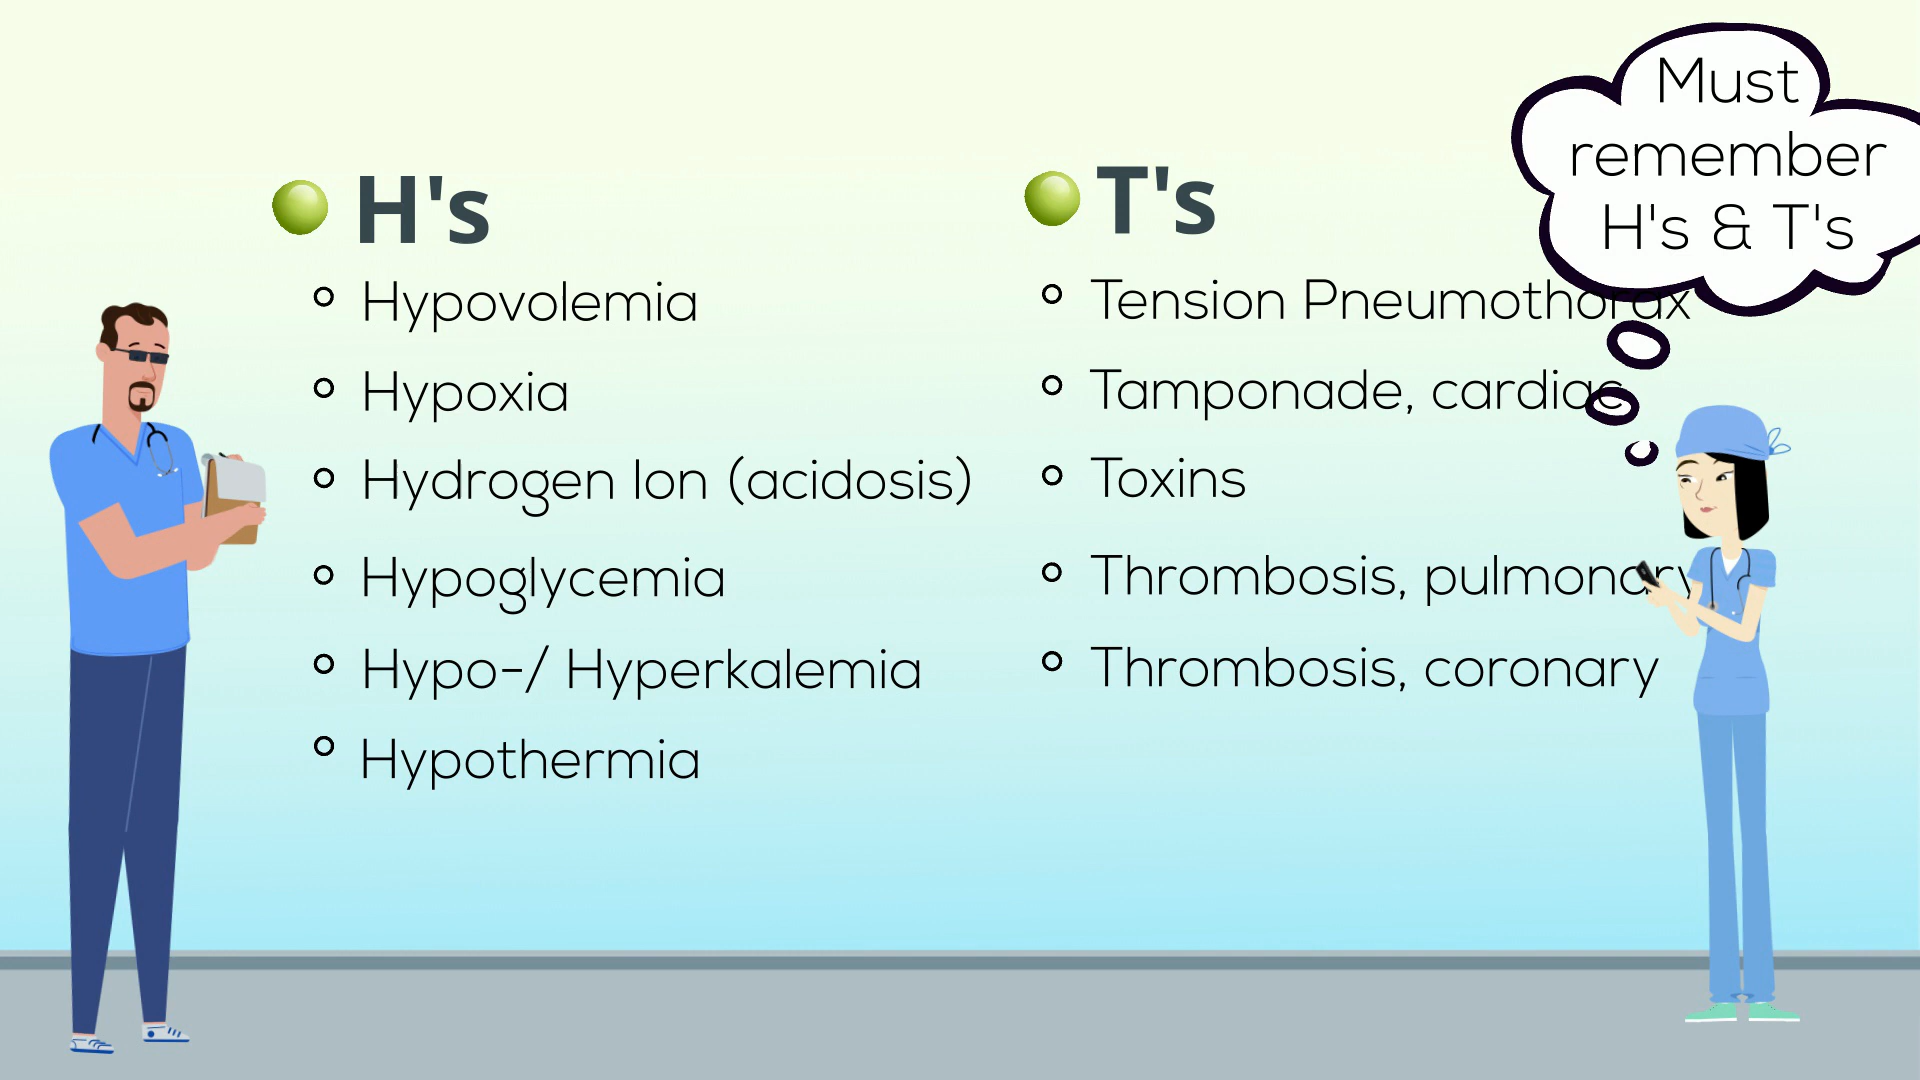 H's
Hypovolemia
Hypoxia
Hydrogen Ion (acidosis)
Hypoglycemia
Hypo-/ Hyperkalemia
Hypothermia
T's
Tension Pneumothorax
Tamponade, cardiac
Toxins
Thrombosis, pulmonary
Thrombosis, coronary
Must
remember
H's & T's